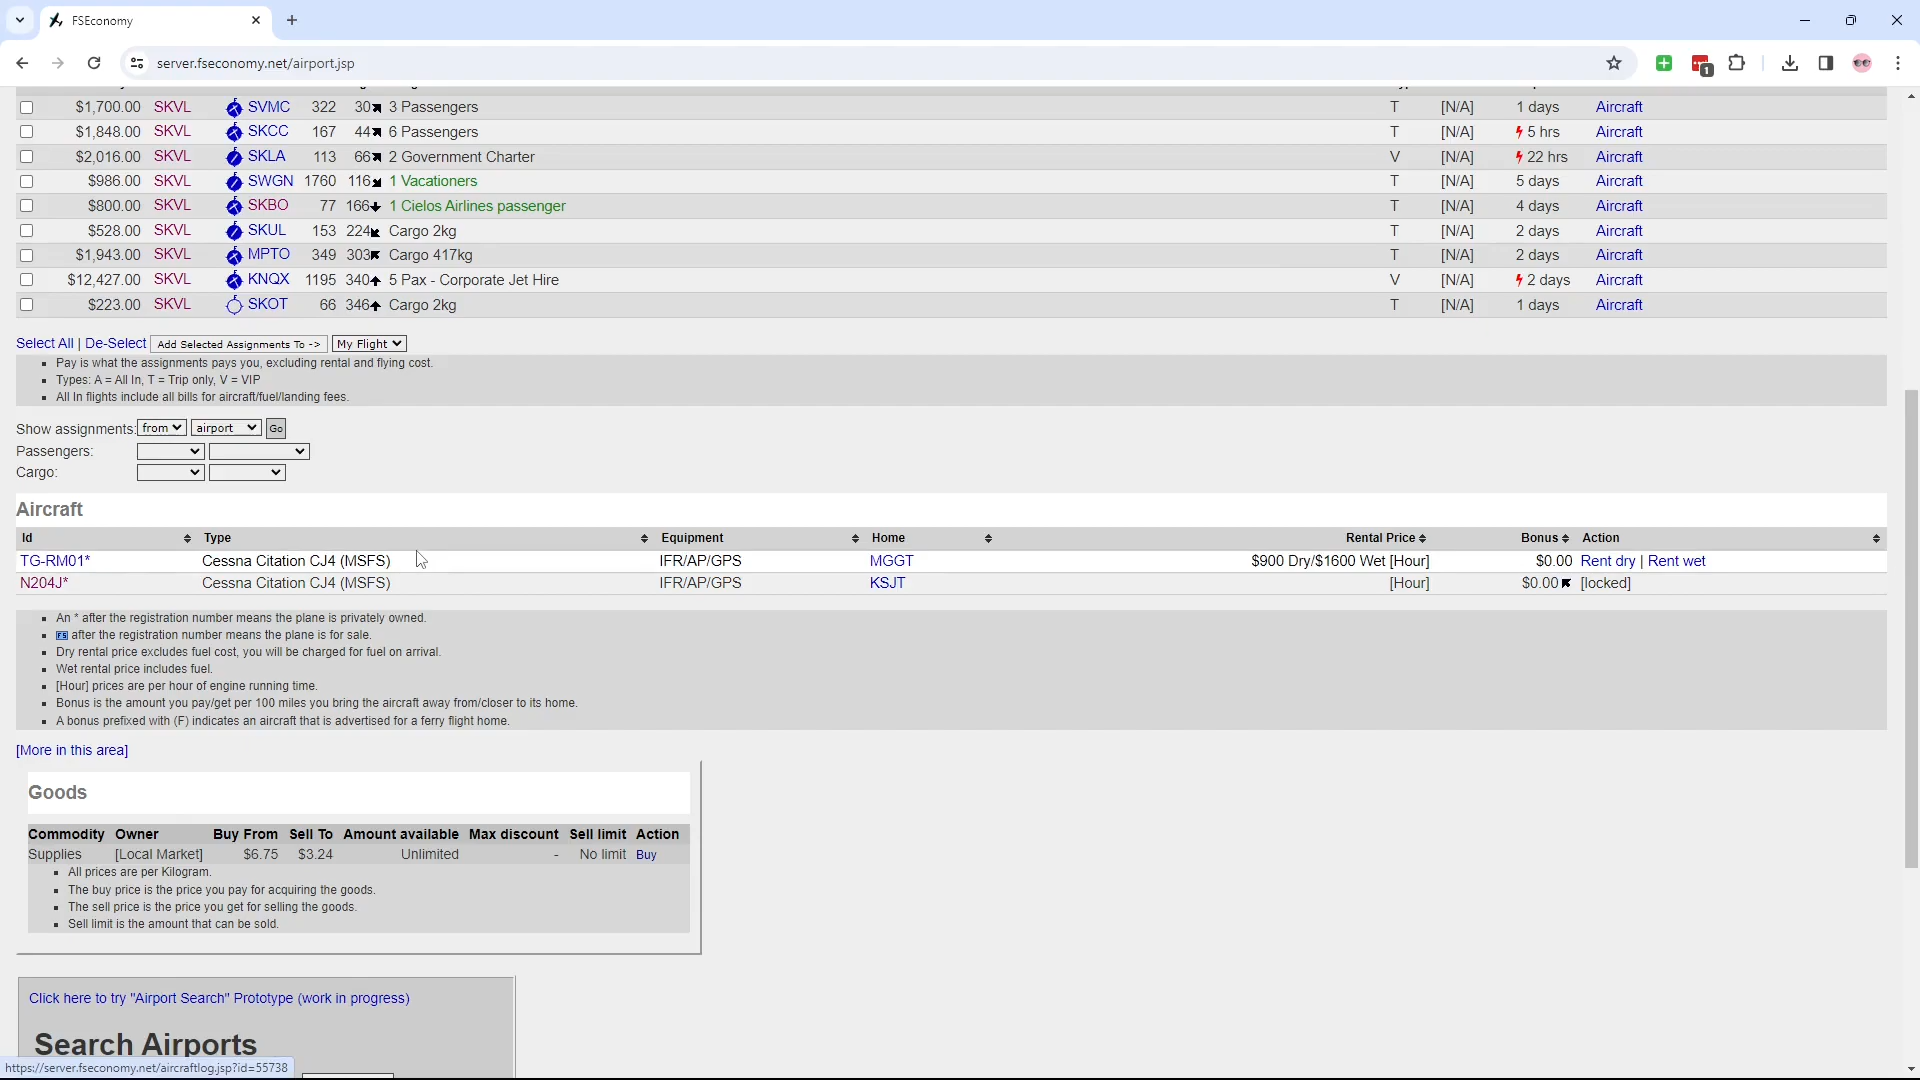 FSEconomy
server.fseconomy.net/airport.jsp
1
$1,700.00 SKVL SVMC 322 30 3 Passengers T [N/A] 1 days Aircraft
$1,848.00 SKVL SKCC 167 44 6 Passengers T [N/A] 5 hrs Aircraft
$2,016.00 SKVL SKLA 113 66 2 Government Charter V [N/A] 22 hrs Aircraft
$986.00 SKVL SWGN 1760 116 1 Vacationers T [N/A] 5 days Aircraft
$800.00 SKVL SKBO 77 166 1 Cielos Airlines passenger T [N/A] 4 days Aircraft
$528.00 SKVL SKUL 153 224 Cargo 2kg T [N/A] 2 days Aircraft
$1,943.00 SKVL MPTO 349 303 Cargo 417kg T [N/A] 2 days Aircraft
$12,427.00 SKVL KNQX 1195 340 5 Pax - Corporate Jet Hire V [N/A] 2 days Aircraft
$223.00 SKVL SKOT 66 346 Cargo 2kg T [N/A] 1 days Aircraft
Select All | De-Select Add Selected Assignments To -> My Flight
Pay is what the assignments pays you, excluding rental and flying cost.
Types: A = All In, T = Trip only, V = VIP
All In flights include all bills for aircraft/fuel/landing fees.
Show assignments: from airport Go
Passengers:
Cargo:
Aircraft
Id Type Equipment Home Rental Price Bonus Action
TG-RM01* Cessna Citation CJ4 (MSFS) IFR/AP/GPS MGGT $900 Dry/$1600 Wet [Hour] $0.00 Rent dry | Rent wet
N204J* Cessna Citation CJ4 (MSFS) IFR/AP/GPS KSJT [Hour] $0.00 [locked]
An * after the registration number means the plane is privately owned.
FS after the registration number means the plane is for sale.
Dry rental price excludes fuel cost, you will be charged for fuel on arrival.
Wet rental price includes fuel.
[Hour] prices are per hour of engine running time.
Bonus is the amount you pay/get per 100 miles you bring the aircraft away from/closer to its home.
A bonus prefixed with (F) indicates an aircraft that is advertised for a ferry flight home.
[More in this area]
Goods
Commodity Owner Buy From Sell To Amount available Max discount Sell limit Action
Supplies [Local Market] $6.75 $3.24 Unlimited - No limit Buy
All prices are per Kilogram.
The buy price is the price you pay for acquiring the goods.
The sell price is the price you get for selling the goods.
Sell limit is the amount that can be sold.
Click here to try "Airport Search" Prototype (work in progress)
Search Airports
https://server.fseconomy.net/aircraftlog.jsp?id=55738